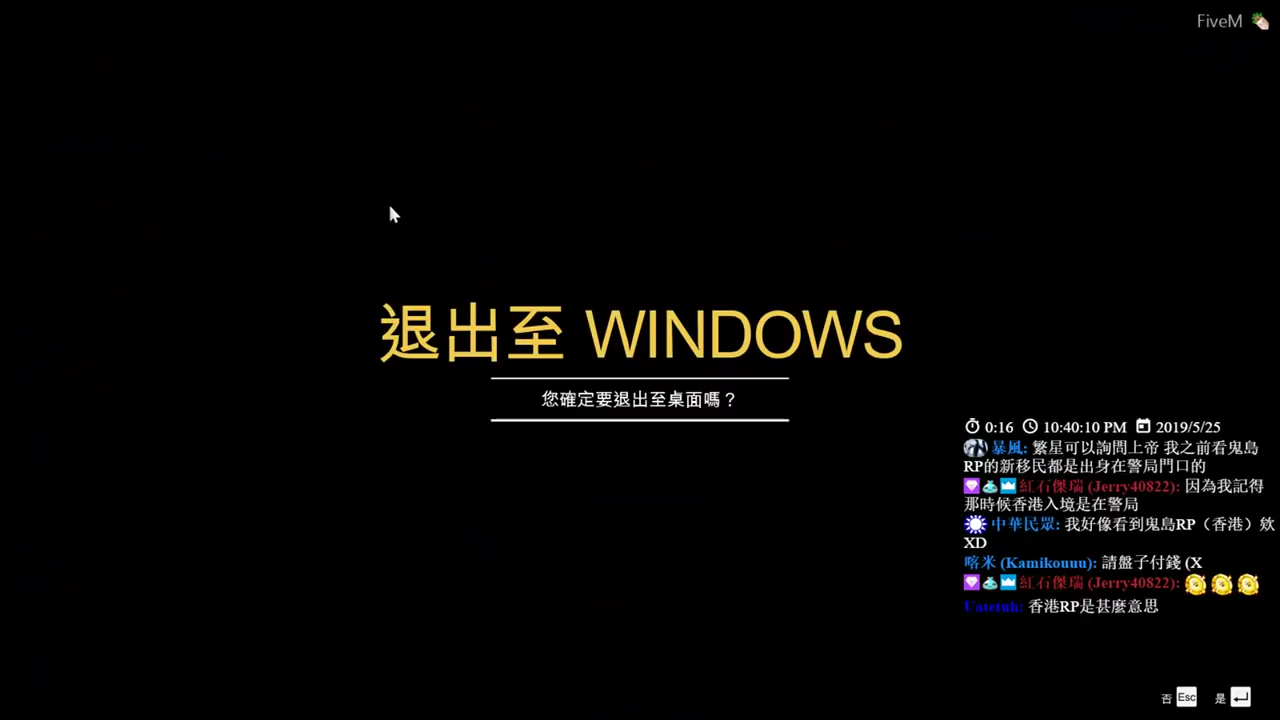 FiveM
退出至 WINDOWS
您確定要退出至桌面嗎？
0:16 10:40:10 PM 2019/5/25
暴風: 繁星可以詢問上帝 我之前看鬼島
RP的新移民都是出身在警局門口的
紅石傑瑞 (Jerry40822): 因為我記得
那時候香港入境是在警局
中華民眾: 我好像看到鬼島RP（香港）欸
XD
喀米 (Kamikouuu): 請盤子付錢 (X
紅石傑瑞 (Jerry40822):
Uatetuh: 香港RP是甚麼意思
否 Esc 是